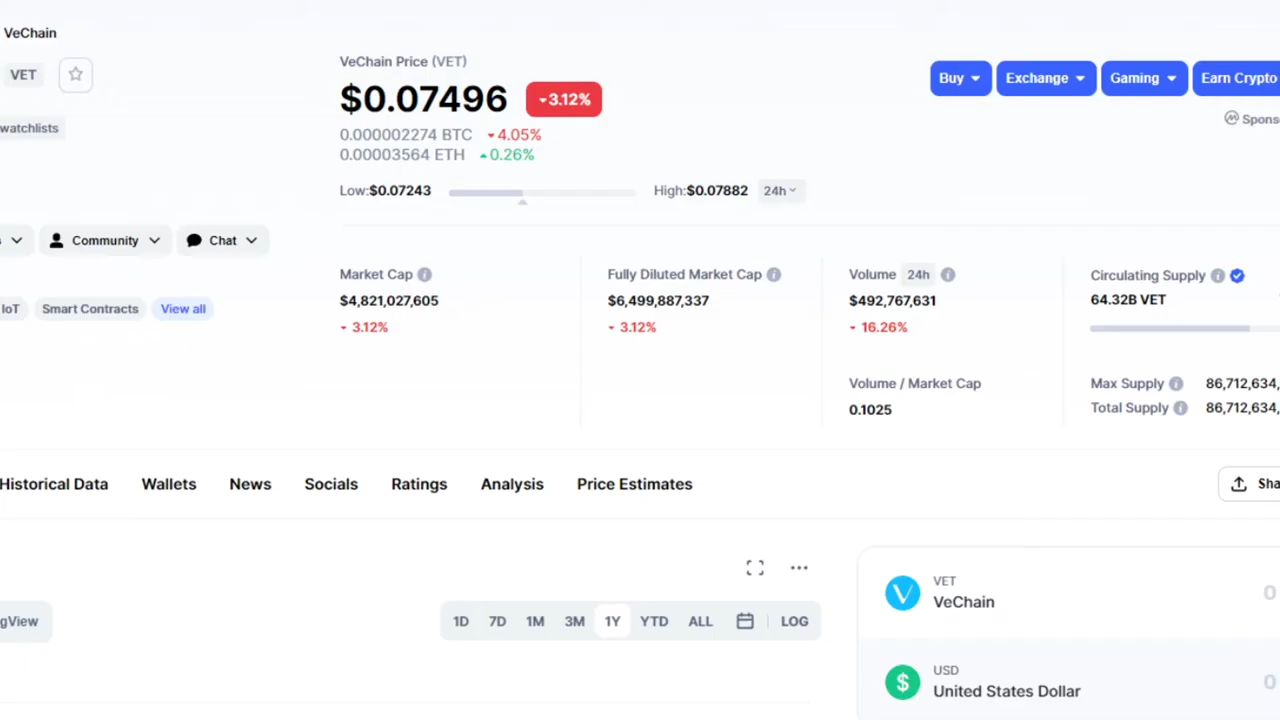 VeChain
VET
watchlists
VeChain Price (VET)
$0.07496 3.12%
0.000002274 BTC 4.05%
0.00003564 ETH 0.26%
Low:$0.07243 High:$0.07882 24h
Buy Exchange Gaming Earn Crypto
Community Chat
IoT Smart Contracts View all
Market Cap
$4,821,027,605
3.12%
Fully Diluted Market Cap
$6,499,887,337
3.12%
Volume 24h
$492,767,631
16.26%
Volume / Market Cap
0.1025
Circulating Supply
64.32B VET
Max Supply 86,712,634,
Total Supply 86,712,634,
Historical Data Wallets News Socials Ratings Analysis Price Estimates
1D 7D 1M 3M 1Y YTD ALL LOG
VET
VeChain
0
USD
United States Dollar
0